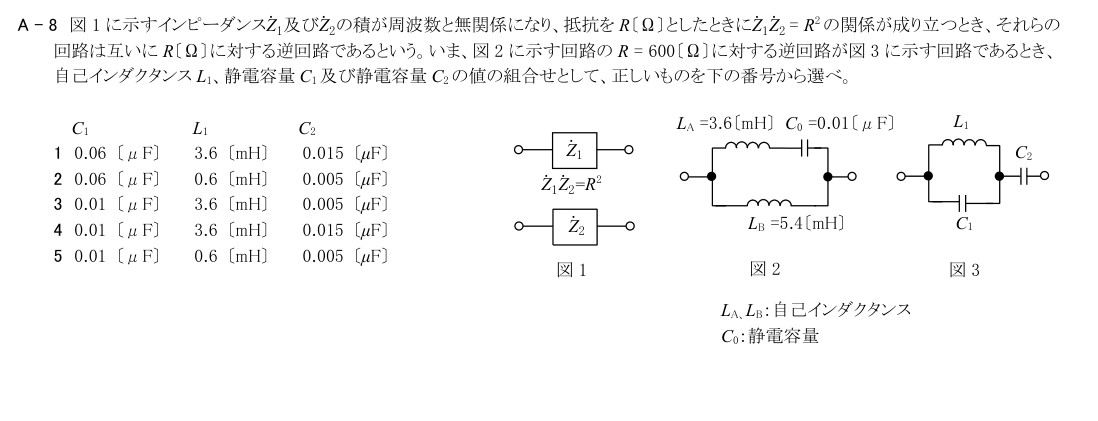 A－8 図1に示すインピーダンスŻ₁及びŻ₂の積が周波数と無関係になり、抵抗をR〔Ω〕としたときにŻ₁Ż₂ = R²の関係が成り立つとき、それらの
回路は互いにR〔Ω〕に対する逆回路であるという。いま、図2に示す回路のR = 600〔Ω〕に対する逆回路が図3に示す回路であるとき、
自己インダクタンスL₁、静電容量C₁及び静電容量C₂の値の組合せとして、正しいものを下の番号から選べ。
C₁ L₁ C₂
1 0.06〔μF〕 3.6〔mH〕 0.015〔μF〕
2 0.06〔μF〕 0.6〔mH〕 0.005〔μF〕
3 0.01〔μF〕 3.6〔mH〕 0.005〔μF〕
4 0.01〔μF〕 3.6〔mH〕 0.015〔μF〕
5 0.01〔μF〕 0.6〔mH〕 0.005〔μF〕
Ż₁
Ż₁Ż₂=R²
Ż₂
図1
L_A =3.6〔mH〕 C₀ =0.01〔μF〕
L_B =5.4〔mH〕
図2
L₁
C₂
C₁
図3
L_A、L_B：自己インダクタンス
C₀：静電容量